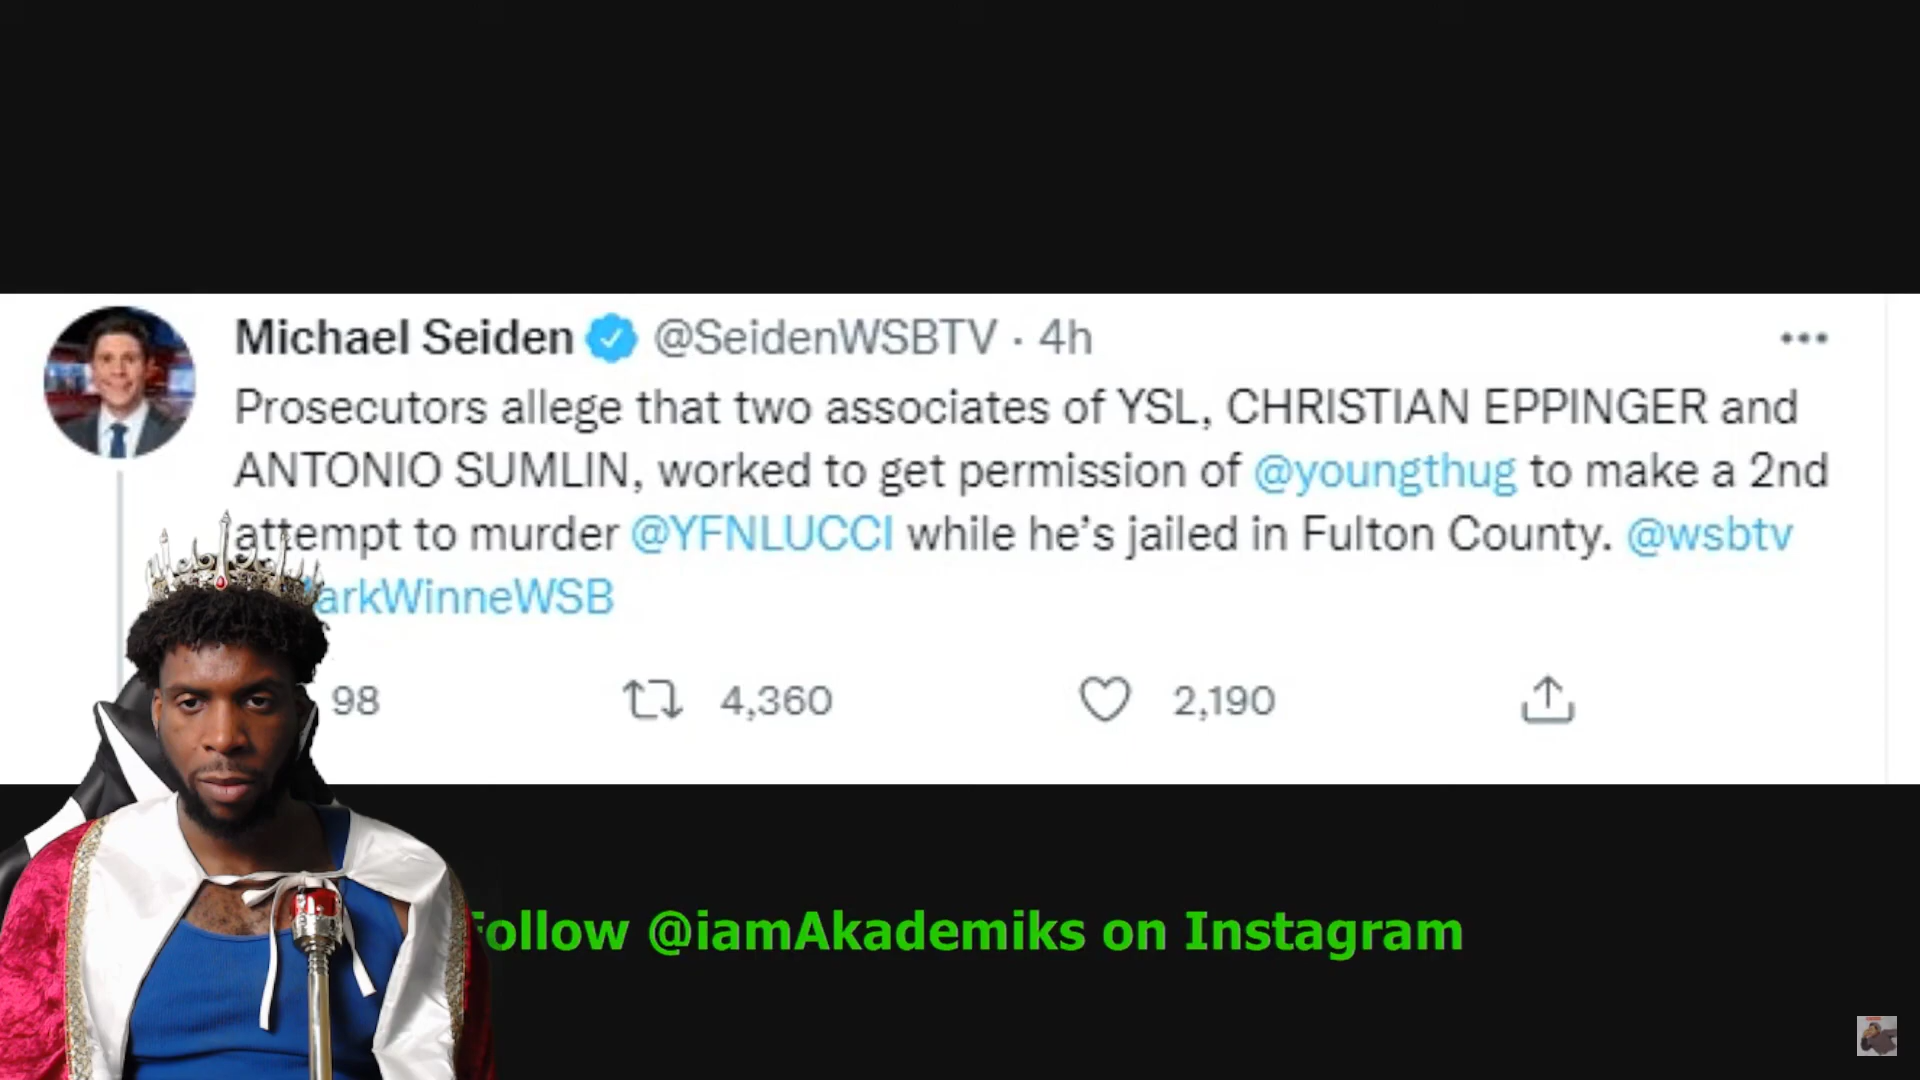 Michael Seiden @SeidenWSBTV · 4h
Prosecutors allege that two associates of YSL, CHRISTIAN EPPINGER and
ANTONIO SUMLIN, worked to get permission of @youngthug to make a 2nd
attempt to murder @YFNLUCCI while he's jailed in Fulton County. @wsbtv
arkWinneWSB
98 4,360 2,190
Follow @iamAkademiks on Instagram